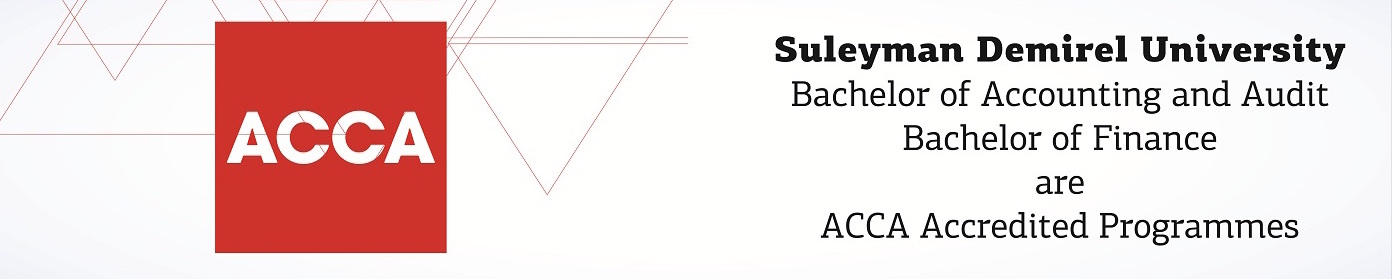 ACCA
Suleyman Demirel University
Bachelor of Accounting and Audit
Bachelor of Finance
are
ACCA Accredited Programmes